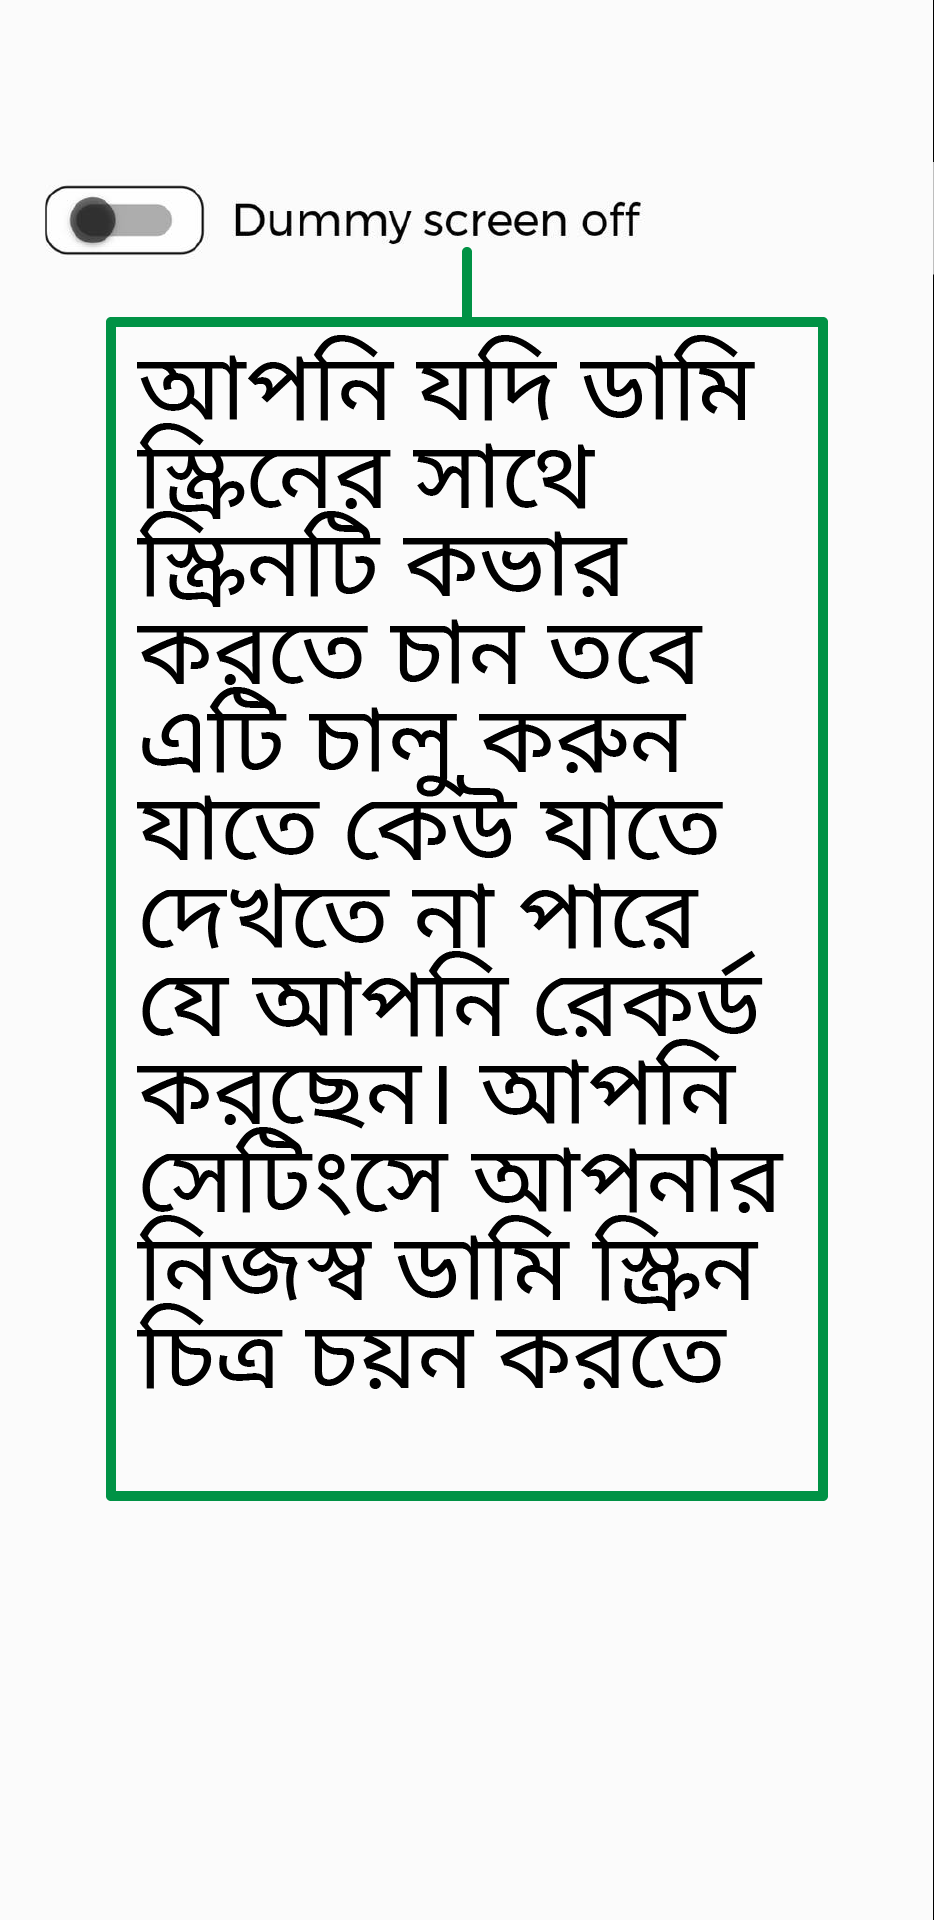 Dummy screen off
আপনি যদি ডামি
স্ক্রিনের সাথে
স্ক্রিনটি কভার
করতে চান তবে
এটি চালু করুন
যাতে কেউ যাতে
দেখতে না পারে
যে আপনি রেকর্ড
করছেন। আপনি
সেটিংসে আপনার
নিজস্ব ডামি স্ক্রিন
চিত্র চয়ন করতে